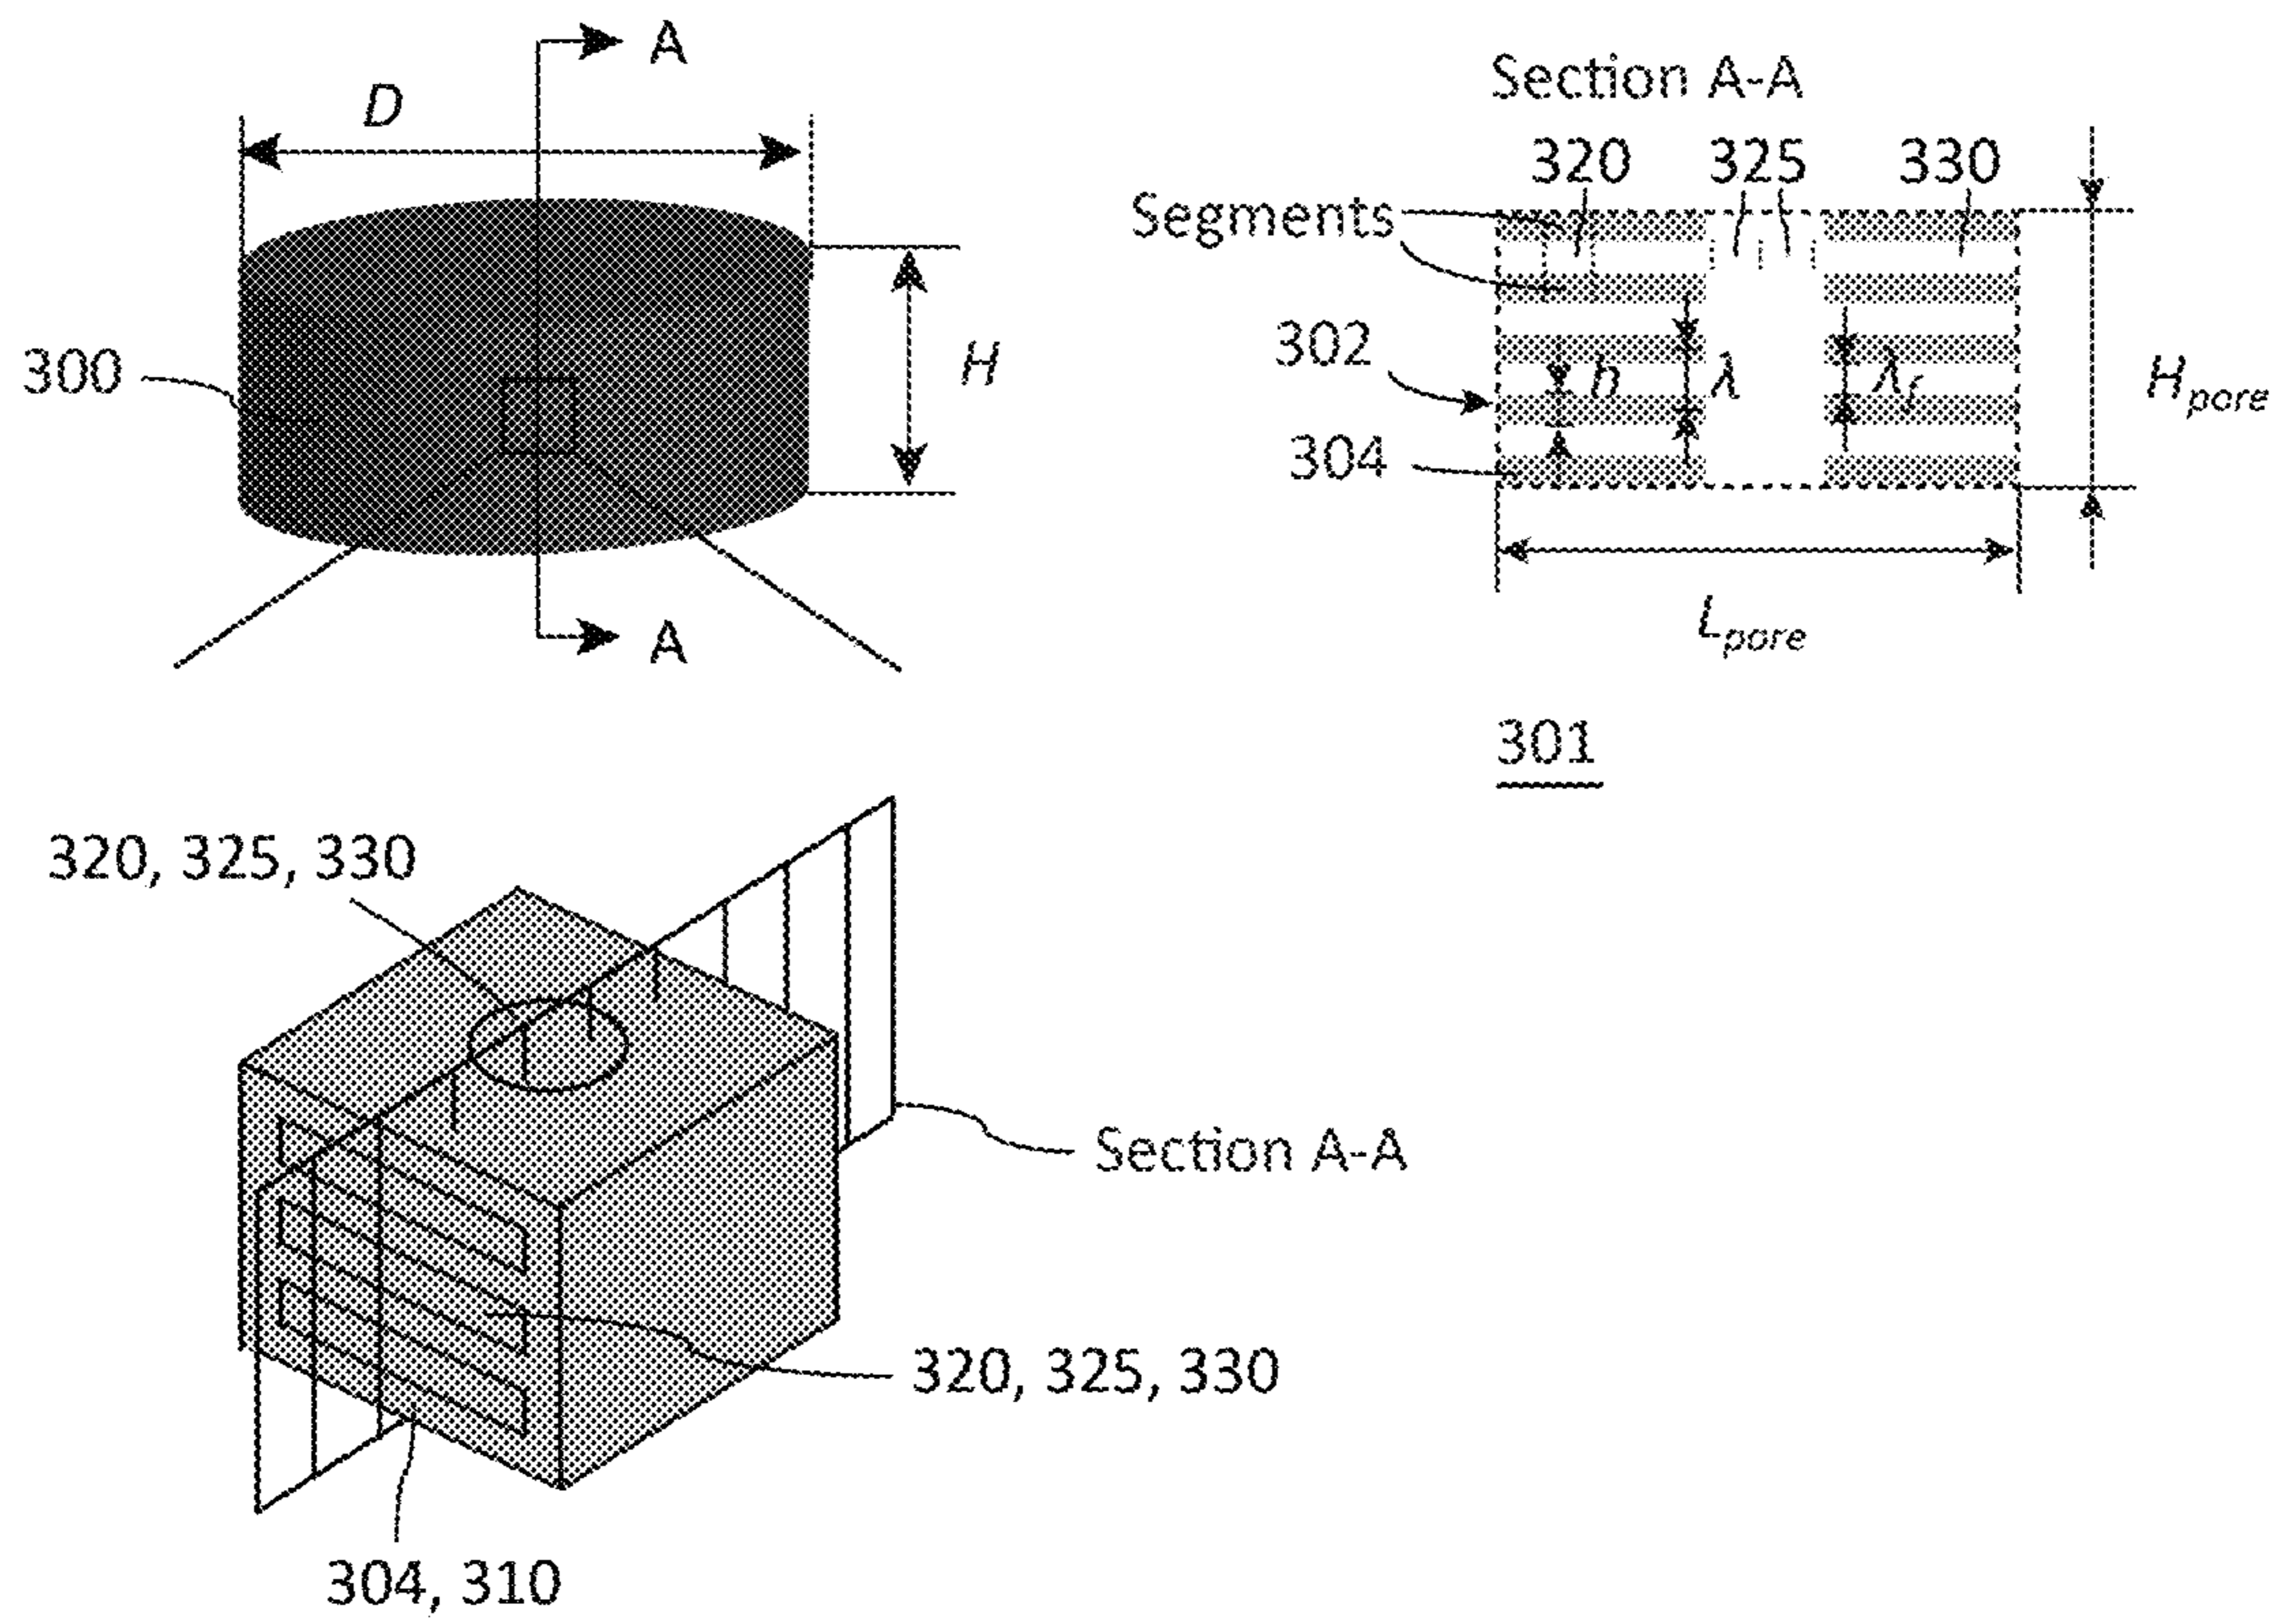 A
D
Section A-A
320 325 330
Segments
H
300
302
h
λ
λf
Hpore
304
A
Lpore
301
320, 325, 330
Section A-A
320, 325, 330
304, 310